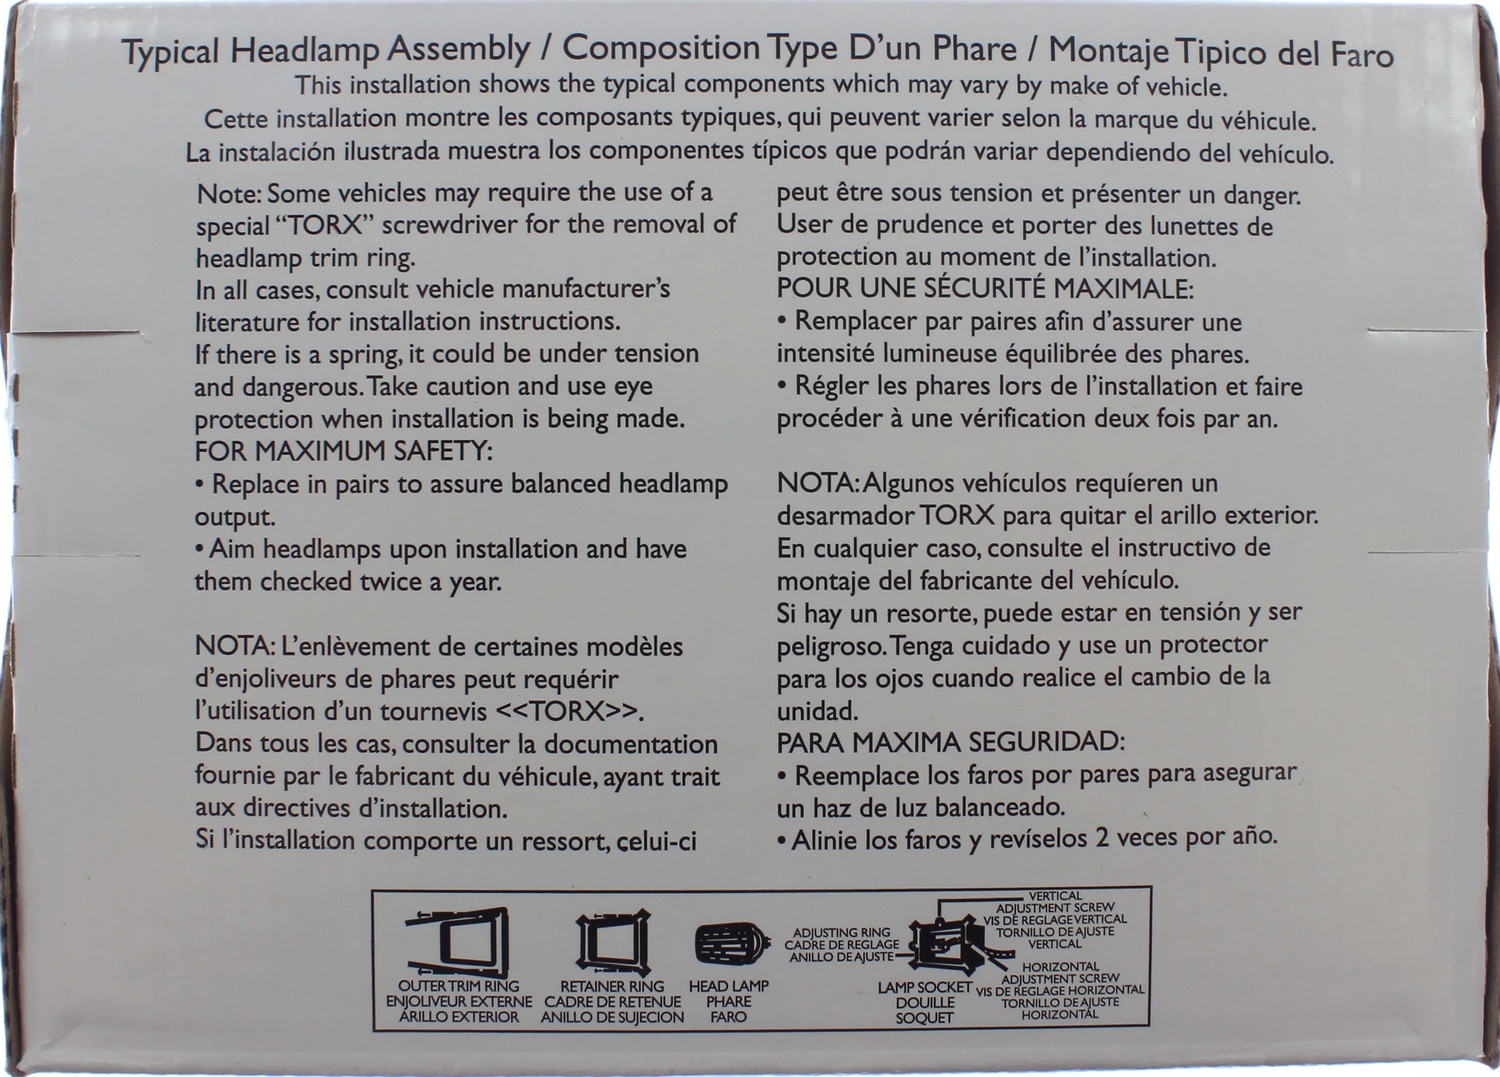 Typical Headlamp Assembly / Composition Type D'un Phare / Montaje Tipico del Faro
This installation shows the typical components which may vary by make of vehicle.
Cette installation montre les composants typiques, qui peuvent varier selon la marque du véhicule.
La instalación ilustrada muestra los componentes típicos que podrán variar dependiendo del vehículo.
Note: Some vehicles may require the use of a
special "TORX" screwdriver for the removal of
headlamp trim ring.
In all cases, consult vehicle manufacturer's
literature for installation instructions.
If there is a spring, it could be under tension
and dangerous. Take caution and use eye
protection when installation is being made.
FOR MAXIMUM SAFETY:
• Replace in pairs to assure balanced headlamp
output.
• Aim headlamps upon installation and have
them checked twice a year.
NOTA: L'enlèvement de certaines modèles
d'enjoliveurs de phares peut requérir
l'utilisation d'un tournevis <<TORX>>.
Dans tous les cas, consulter la documentation
fournie par le fabricant du véhicule, ayant trait
aux directives d'installation.
Si l'installation comporte un ressort, celui-ci
peut être sous tension et présenter un danger.
User de prudence et porter des lunettes de
protection au moment de l'installation.
POUR UNE SÉCURITÉ MAXIMALE:
• Remplacer par paires afin d'assurer une
intensité lumineuse équilibrée des phares.
• Régler les phares lors de l'installation et faire
procéder à une vérification deux fois par an.
NOTA: Algunos vehículos requíeren un
desarmador TORX para quitar el arillo exterior.
En cualquier caso, consulte el instructivo de
montaje del fabricante del vehículo.
Si hay un resorte, puede estar en tensión y ser
peligroso. Tenga cuidado y use un protector
para los ojos cuando realice el cambio de la
unidad.
PARA MAXIMA SEGURIDAD:
• Reemplace los faros por pares para asegurar
un haz de luz balanceado.
• Alinie los faros y revíselos 2 veces por año.
OUTER TRIM RING
ENJOLIVEUR EXTERNE
ARILLO EXTERIOR
RETAINER RING
CADRE DE RETENUE
ANILLO DE SUJECION
HEAD LAMP
PHARE
FARO
ADJUSTING RING
CADRE DE REGLAGE
ANILLO DE AJUSTE
LAMP SOCKET
DOUILLE
SOQUET
VERTICAL
ADJUSTMENT SCREW
VIS DE REGLAGE VERTICAL
TORNILLO DE AJUSTE
VERTICAL
HORIZONTAL
ADJUSTMENT SCREW
VIS DE REGLAGE HORIZONTAL
TORNILLO DE AJUSTE
HORIZONTAL